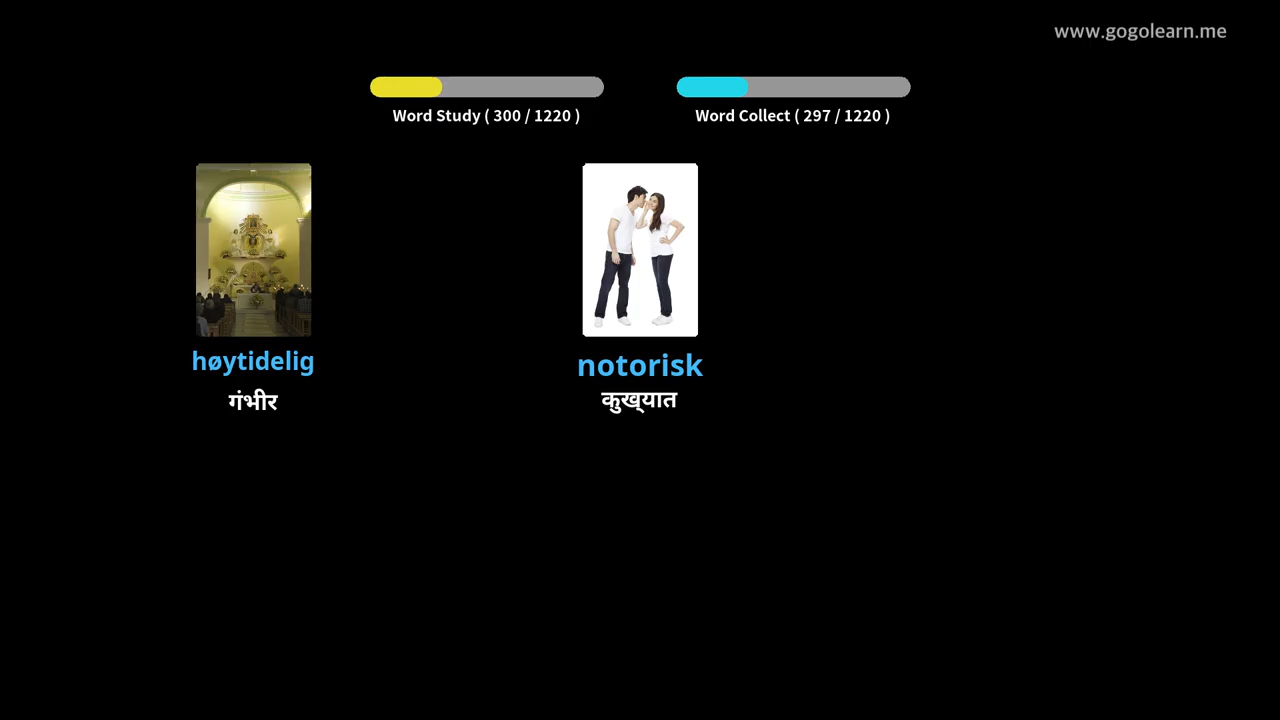 www.gogolearn.me
Word Study ( 300 / 1220 )
Word Collect ( 297 / 1220 )
høytidelig
गंभीर
notorisk
कुख्यात